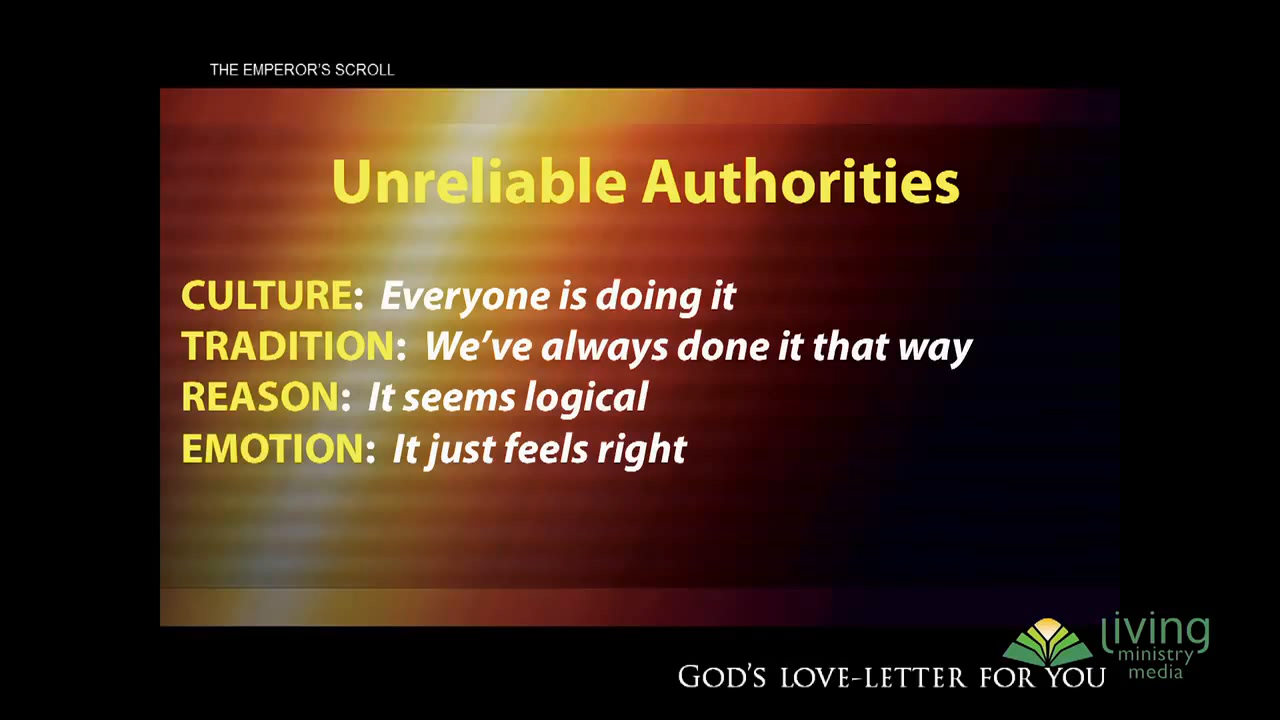 THE EMPEROR'S SCROLL
Unreliable Authorities
CULTURE: Everyone is doing it
TRADITION: We've always done it that way
REASON: It seems logical
EMOTION: It just feels right
living
ministry
media
GOD'S LOVE-LETTER FOR YOU